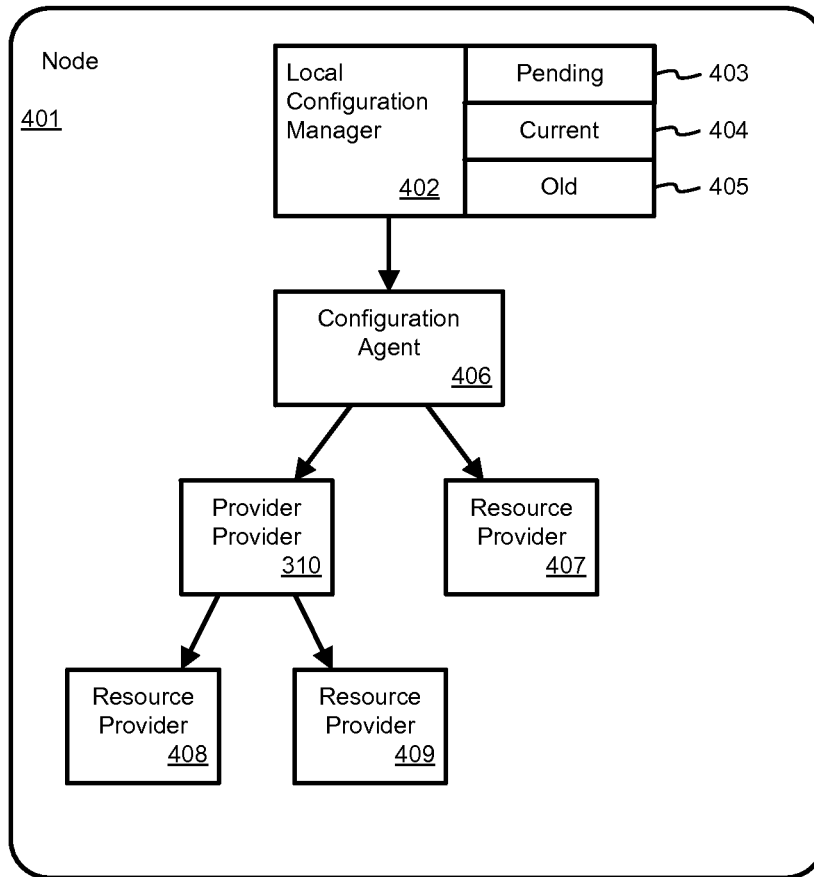 Node
401
Local
Configuration
Manager
402
Pending
403
Current
404
Old
405
Configuration
Agent
406
Provider
Provider
310
Resource
Provider
407
Resource
Provider
408
Resource
Provider
409